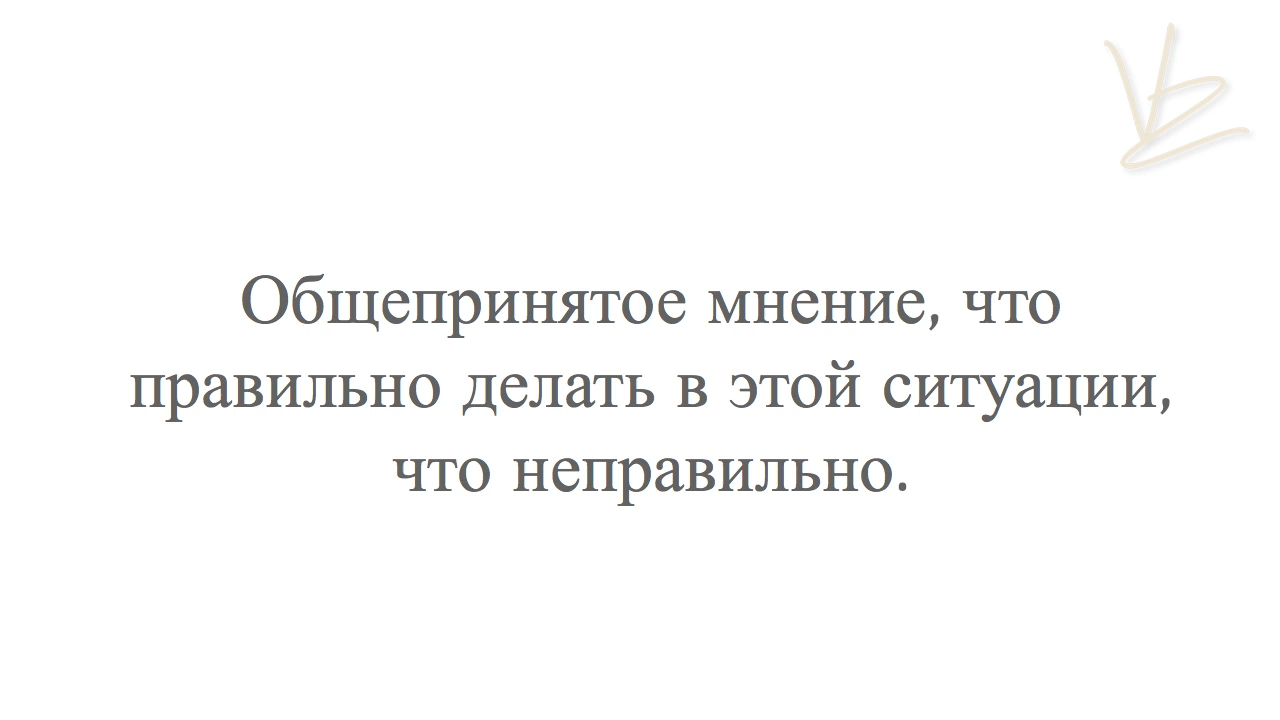 Общепринятое мнение, что
правильно делать в этой ситуации,
что неправильно.